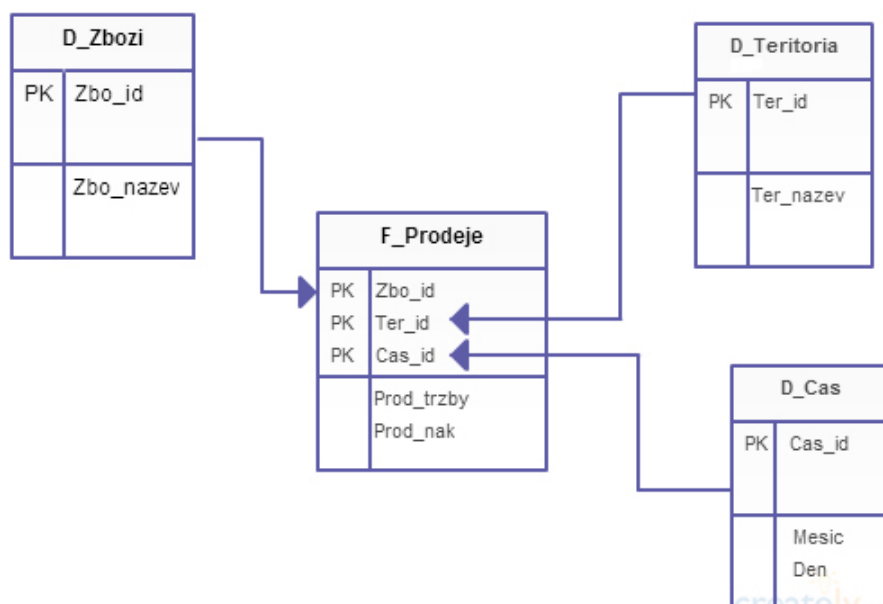 D_Zbozi
PK Zbo_id
Zbo_nazev
D_Teritoria
PK Ter_id
Ter_nazev
F_Prodeje
PK Zbo_id
PK Ter_id
PK Cas_id
Prod_trzby
Prod_nak
D_Cas
PK Cas_id
Mesic
Den
creately